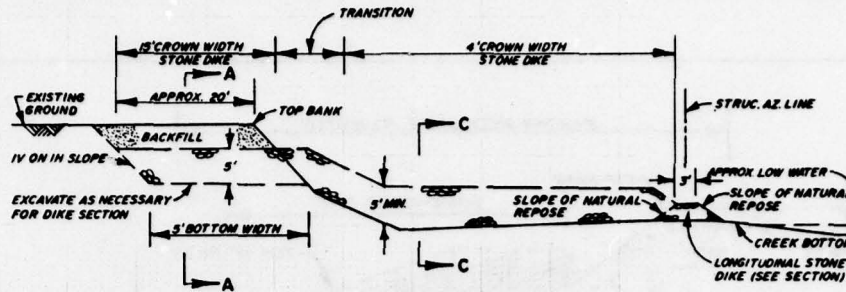 TRANSITION
15' CROWN WIDTH
STONE DIKE
4' CROWN WIDTH
STONE DIKE
A
C
EXISTING
GROUND
APPROX. 20'
TOP BANK
STRUC. AZ. LINE
BACKFILL
1V ON 1H SLOPE
5'
3'
APPROX. LOW WATER
EXCAVATE AS NECESSARY
FOR DIKE SECTION
5' MIN.
SLOPE OF NATURAL
REPOSE
SLOPE OF NATURAL
REPOSE
5' BOTTOM WIDTH
CREEK BOTTOM
LONGITUDINAL STONE
DIKE (SEE SECTION)
A
C